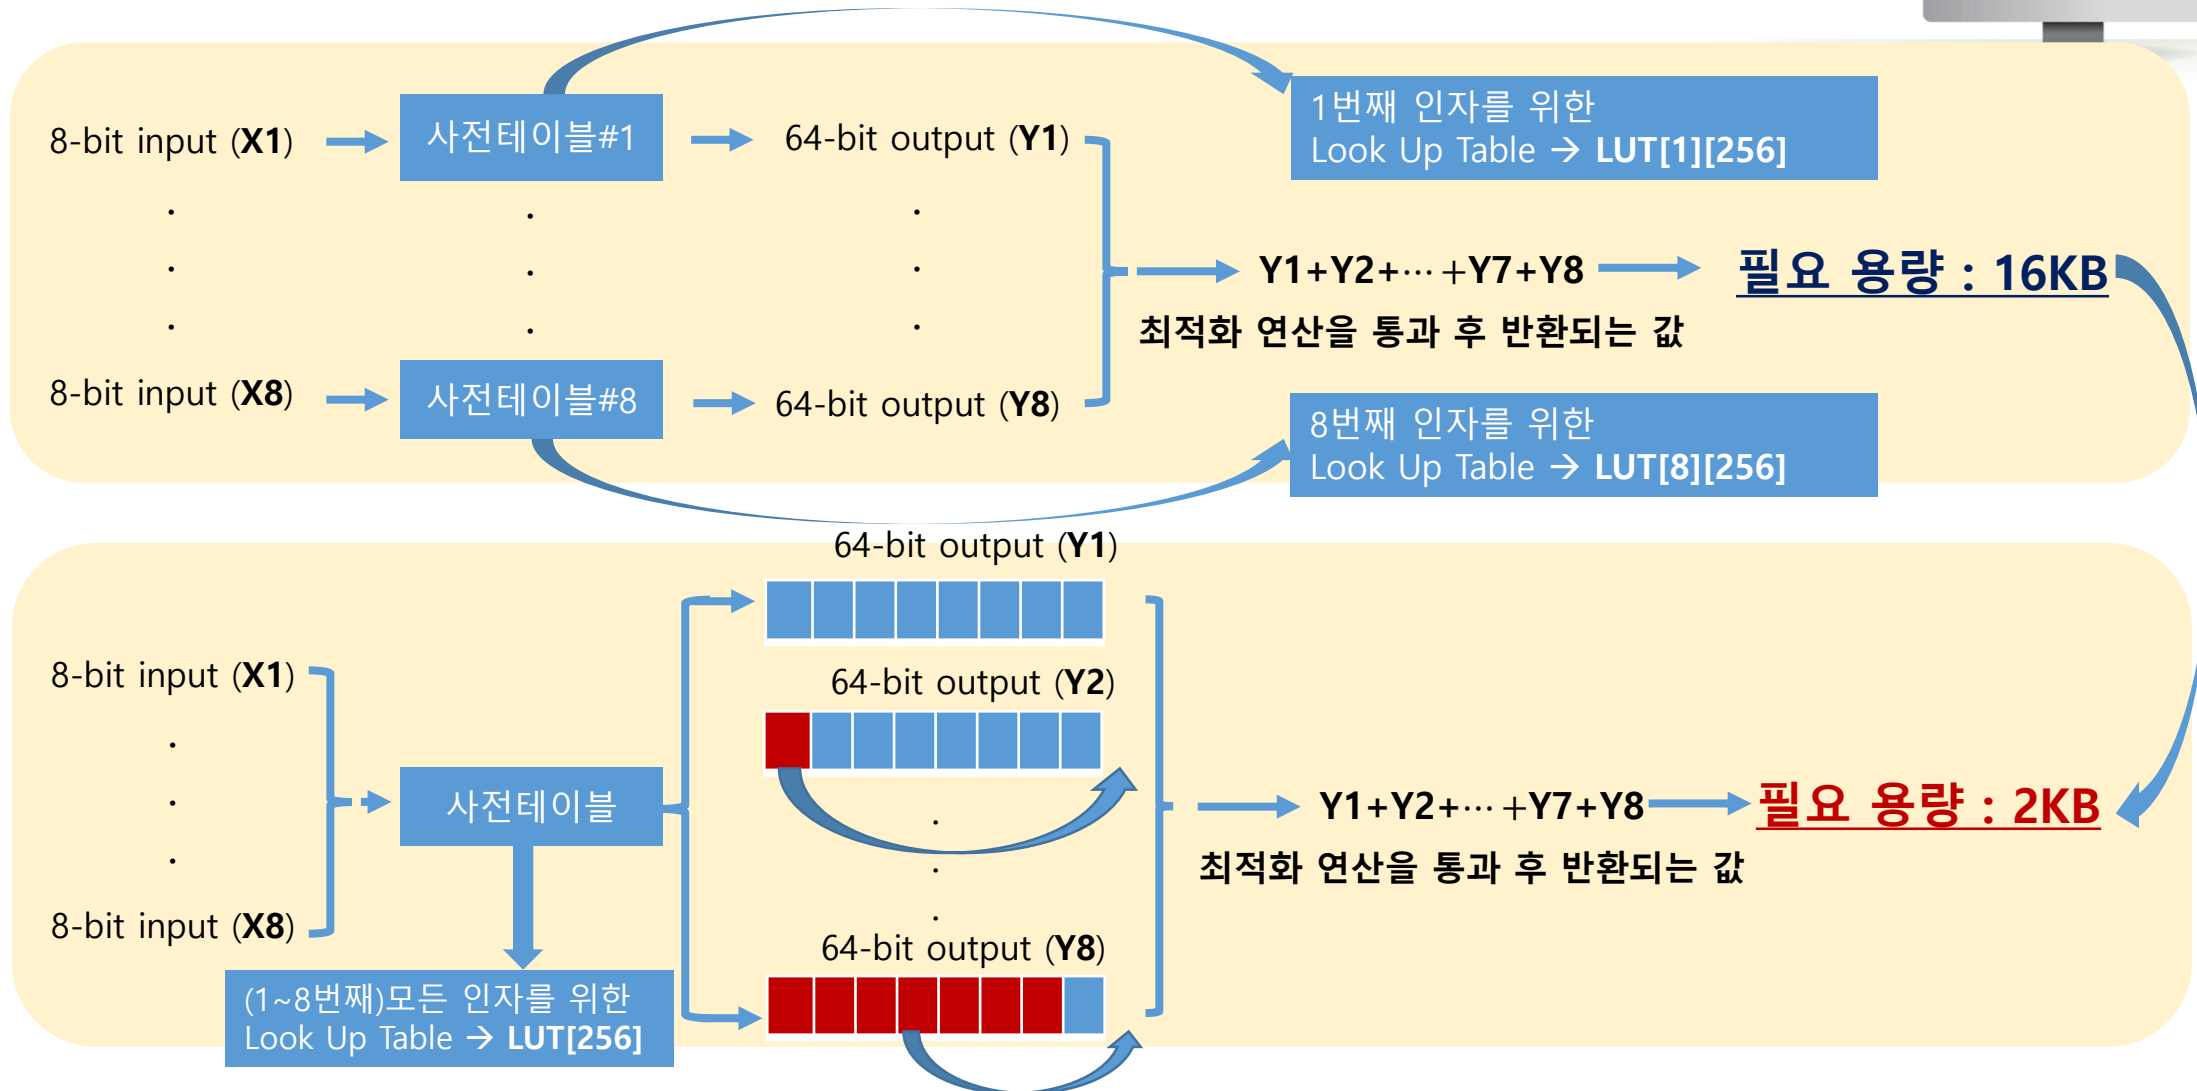 8-bit input (X1)
사전테이블#1
64-bit output (Y1)
1번째 인자를 위한
Look Up Table → LUT[1][256]
Y1+Y2+⋯+Y7+Y8
필요 용량 : 16KB
최적화 연산을 통과 후 반환되는 값
8-bit input (X8)
사전테이블#8
64-bit output (Y8)
8번째 인자를 위한
Look Up Table → LUT[8][256]
64-bit output (Y1)
8-bit input (X1)
64-bit output (Y2)
사전테이블
Y1+Y2+⋯+Y7+Y8
필요 용량 : 2KB
최적화 연산을 통과 후 반환되는 값
8-bit input (X8)
64-bit output (Y8)
(1~8번째)모든 인자를 위한
Look Up Table → LUT[256]